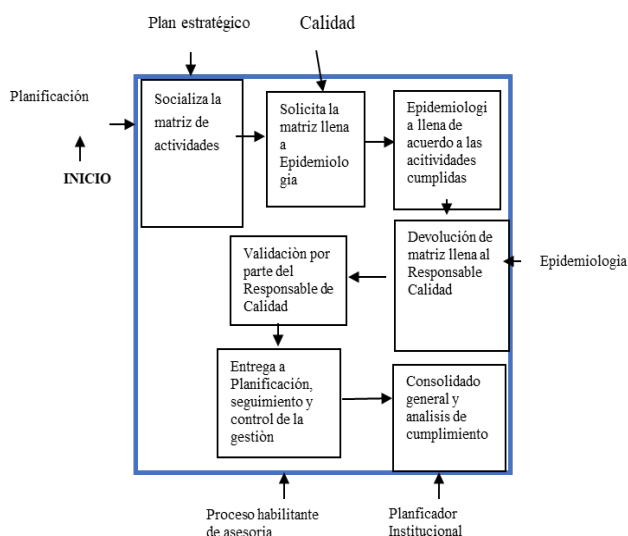 Plan estratégico
Calidad
Planificación
INICIO
Socializa la
matriz de
actividades
Solicita la
matriz llena
a
Epidemiolo
gia
Epidemiologi
a llena de
acuerdo a las
acitividades
cumplidas
Validaciòn por
parte del
Responsable de
Calidad
Devolución de
matriz llena al
Responsable
Calidad
Epidemiologìa
Entrega a
Planificación,
seguimiento y
control de la
gestiòn
Consolidado
general y
analisis de
cumplimiento
Proceso habilitante
de asesoria
Planficador
Institucional